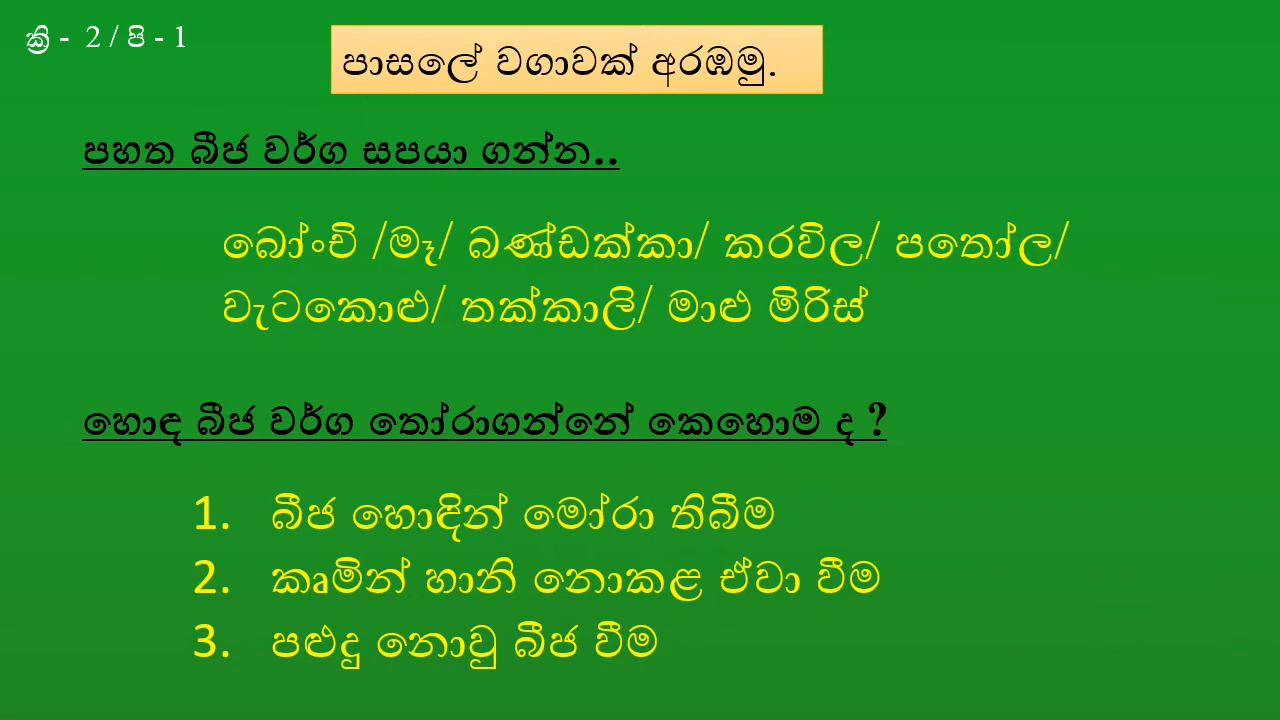 ක්‍රි - 2 / පි - 1
පාසලේ වගාවක් අරඹමු.
පහත බීජ වර්ග සපයා ගන්න..
බෝංචි /මෑ/ බණ්ඩක්කා/ කරවිල/ පතෝල/
වැටකොළු/ තක්කාලි/ මාළු මිරිස්
හොඳ බීජ වර්ග තෝරාගන්නේ කෙහොම ද ?
1. බීජ හොඳින් මෝරා තිබීම
2. කෘමින් හානි නොකළ ඒවා වීම
3. පළුදු නොවු බීජ වීම